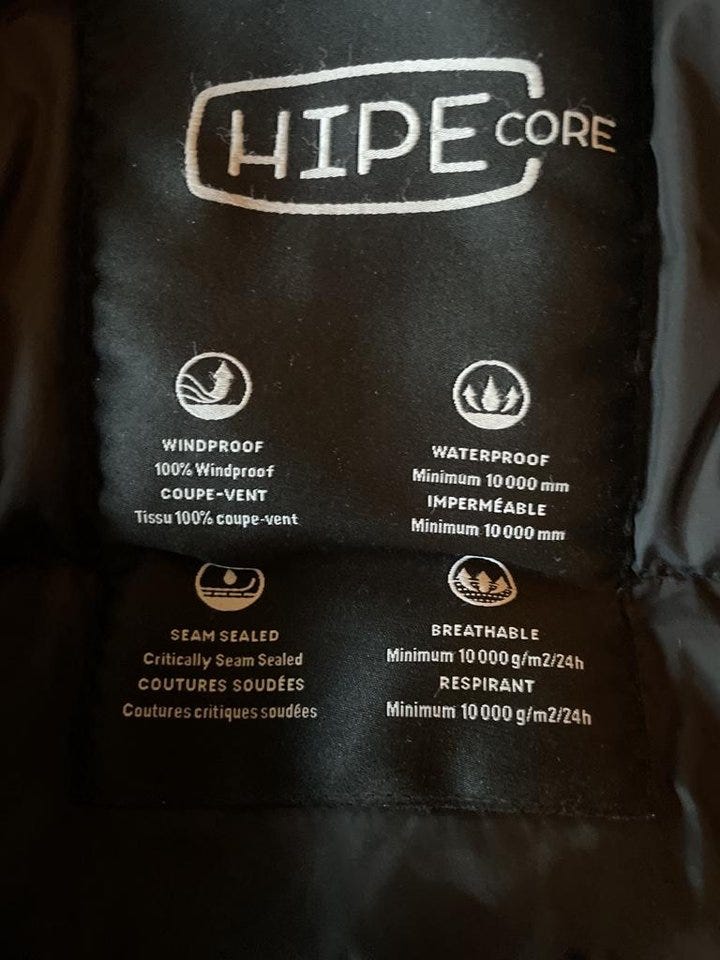 HIPE CORE
WINDPROOF
100% Windproof
COUPE-VENT
Tissu 100% coupe-vent
WATERPROOF
Minimum 10 000 mm
IMPERMÉABLE
Minimum 10 000 mm
SEAM SEALED
Critically Seam Sealed
COUTURES SOUDÉES
Coutures critiques soudées
BREATHABLE
Minimum 10 000 g/m2/24h
RESPIRANT
Minimum 10 000 g/m2/24h